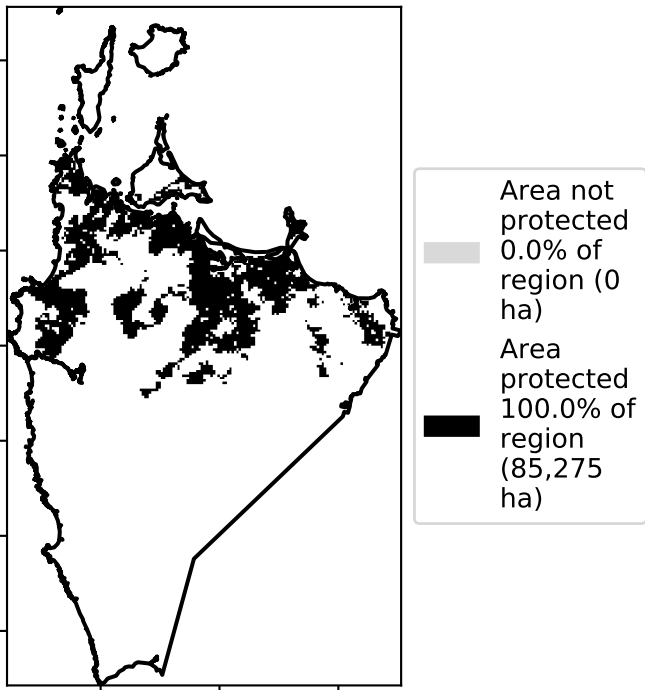 Area not
protected
0.0% of
region (0
ha)
Area
protected
100.0% of
region
(85,275
ha)